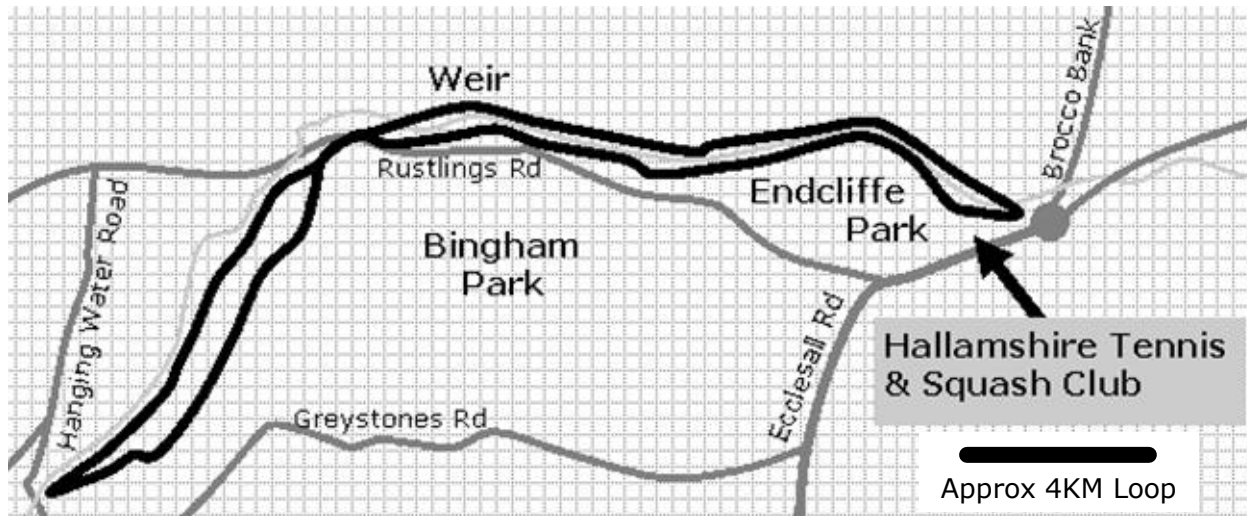 Weir
Brocco Bank
Rustlings Rd
Endcliffe
Park
Hanging Water Road
Bingham
Park
Ecclesall Rd
Hallamshire Tennis
& Squash Club
Greystones Rd
Approx 4KM Loop